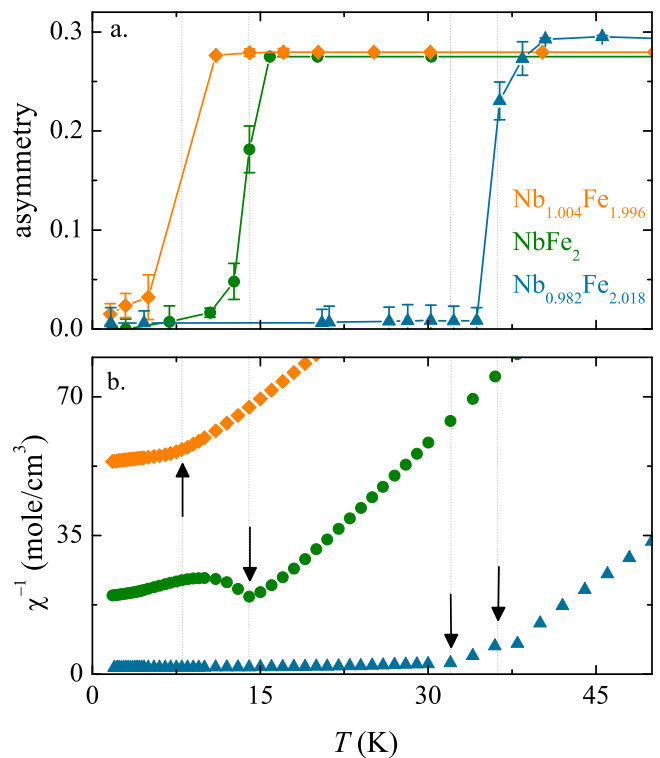 a.
0.3
0.2
0.1
0.0
asymmetry
Nb1.004Fe1.996
NbFe2
Nb0.982Fe2.018
b.
70
35
0
χ⁻¹ (mole/cm³)
0 15 30 45
T (K)